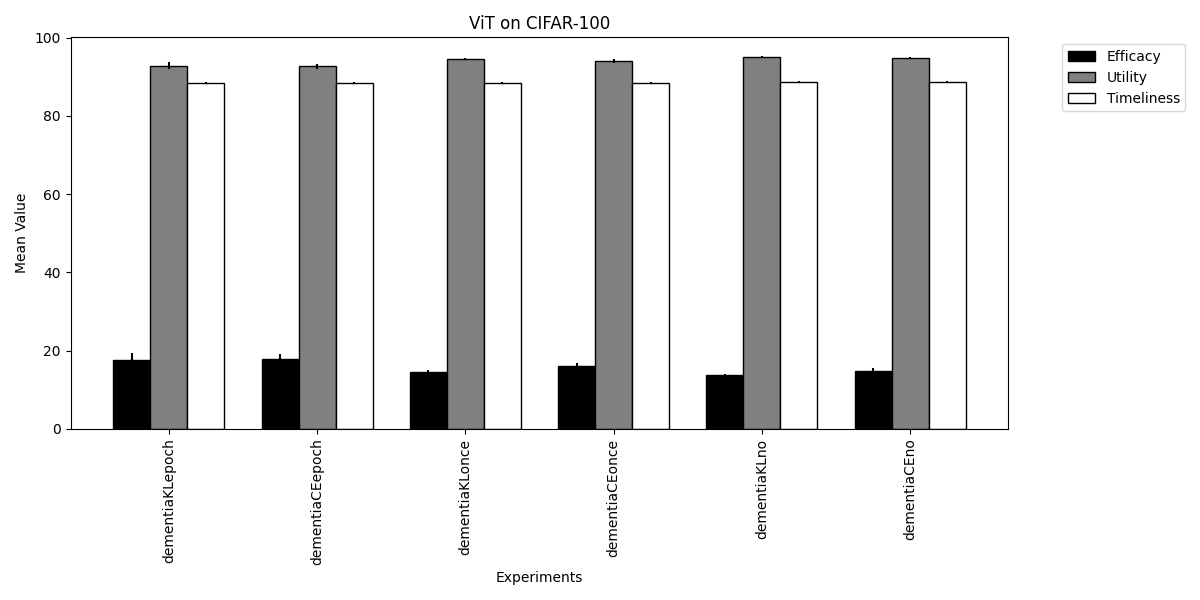 ViT on CIFAR-100
Efficacy
Utility
Timeliness
Mean Value
100
80
60
40
20
0
dementiaKLepoch
dementiaCEepoch
dementiaKLonce
dementiaCEonce
dementiaKLno
dementiaCEno
Experiments